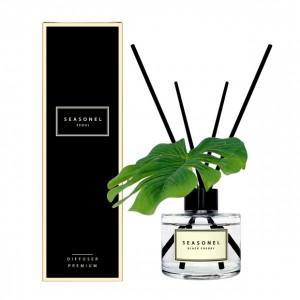 SEASONEL
SEOUL
DIFFUSER
PREMIUM
SEASONEL
BLACK CHERRY